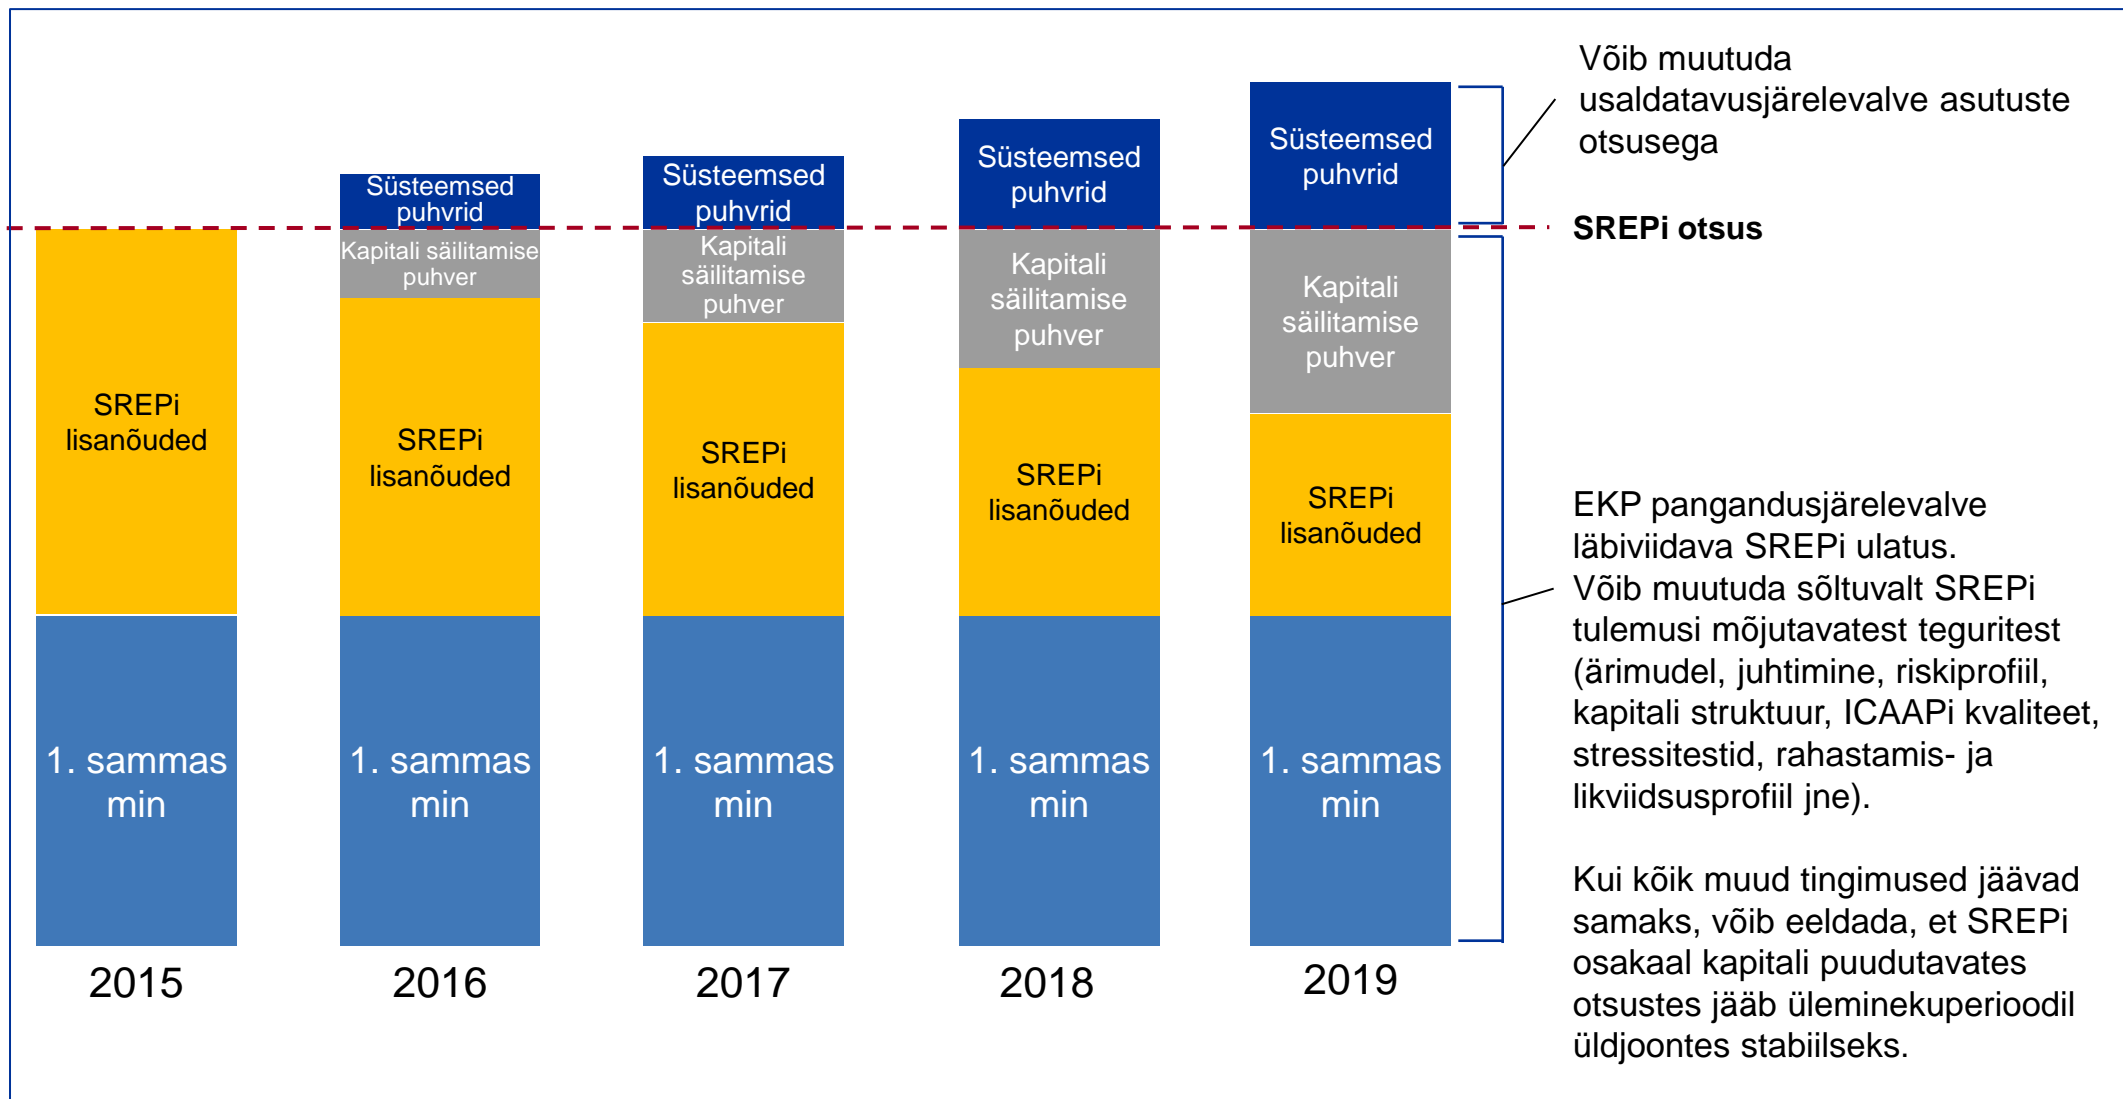 SREPi
lisanõuded
1. sammas
min
2015
Süsteemsed
puhvrid
Kapitali säilitamise
puhver
SREPi
lisanõuded
1. sammas
min
2016
Süsteemsed
puhvrid
Kapitali
säilitamise
puhver
SREPi
lisanõuded
1. sammas
min
2017
Süsteemsed
puhvrid
Kapitali
säilitamise
puhver
SREPi
lisanõuded
1. sammas
min
2018
Süsteemsed
puhvrid
Kapitali
säilitamise
puhver
SREPi
lisanõuded
1. sammas
min
2019
Võib muutuda
usaldatavusjärelevalve asutuste
otsusega
SREPi otsus
EKP pangandusjärelevalve
läbiviidava SREPi ulatus.
Võib muutuda sõltuvalt SREPi
tulemusi mõjutavatest teguritest
(ärimudel, juhtimine, riskiprofiil,
kapitali struktuur, ICAAPi kvaliteet,
stressitestid, rahastamis- ja
likviidsusprofiil jne).
Kui kõik muud tingimused jäävad
samaks, võib eeldada, et SREPi
osakaal kapitali puudutavates
otsustes jääb üleminekuperioodil
üldjoontes stabiilseks.